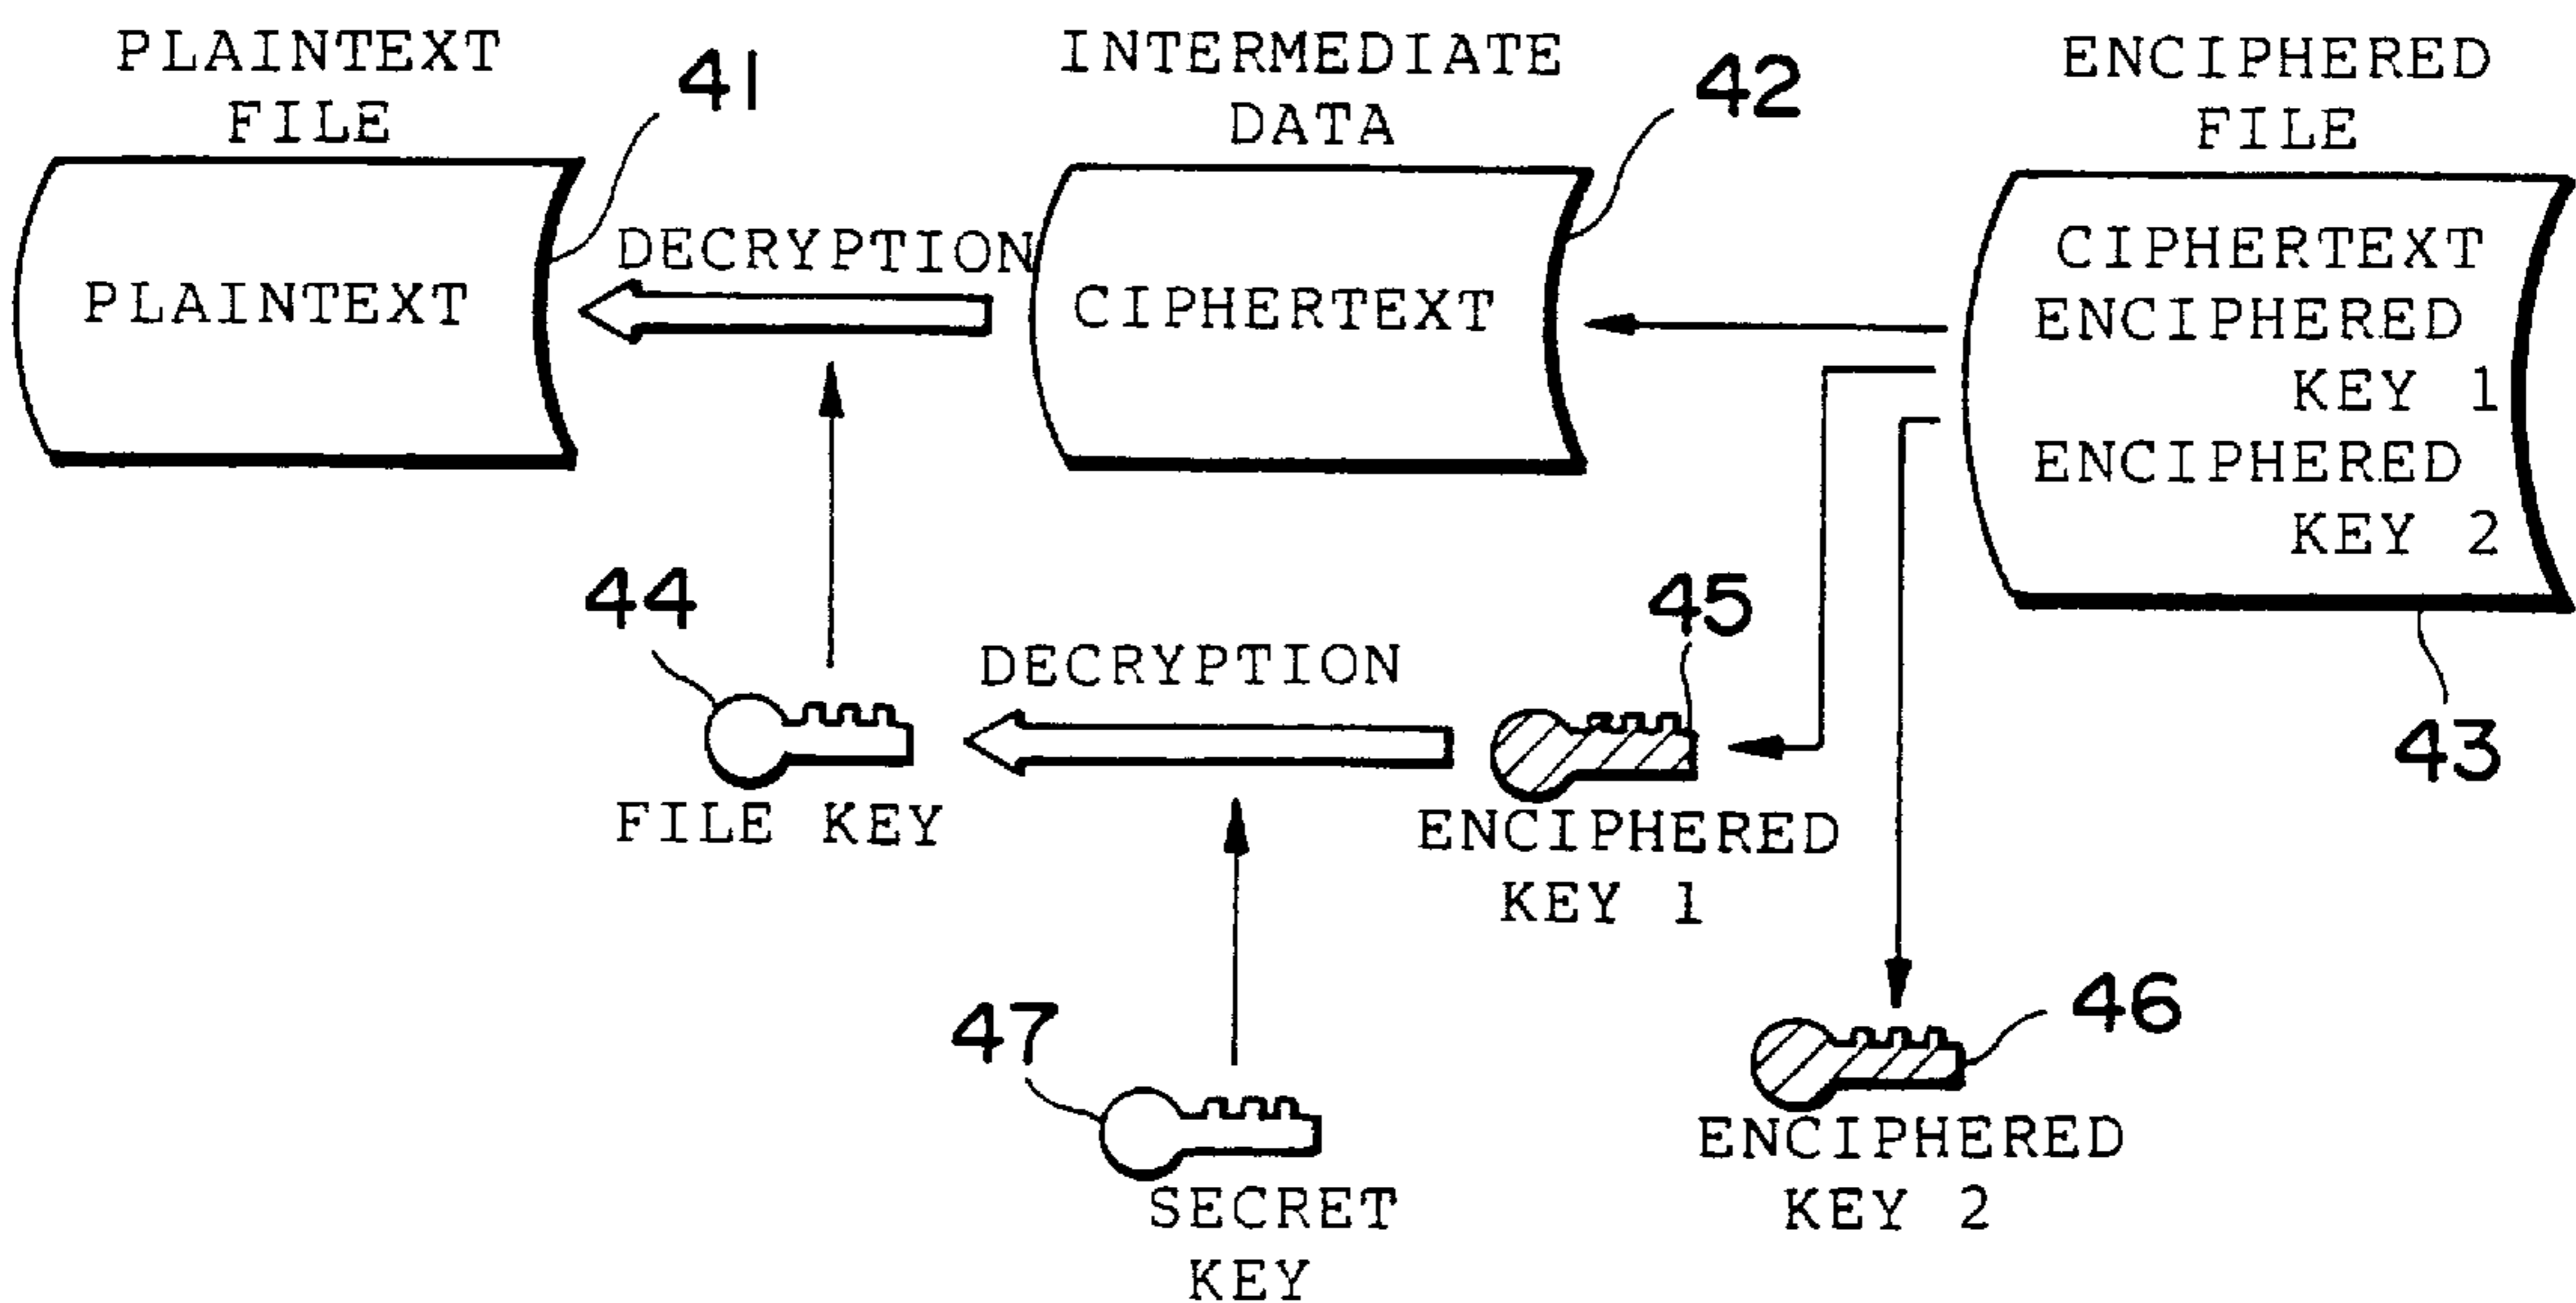 PLAINTEXT
FILE
41
INTERMEDIATE
DATA
42
ENCIPHERED
FILE
PLAINTEXT
DECRYPTION
CIPHERTEXT
CIPHERTEXT
ENCIPHERED
KEY 1
ENCIPHERED
KEY 2
43
44
FILE KEY
DECRYPTION
45
ENCIPHERED
KEY 1
47
SECRET
KEY
46
ENCIPHERED
KEY 2